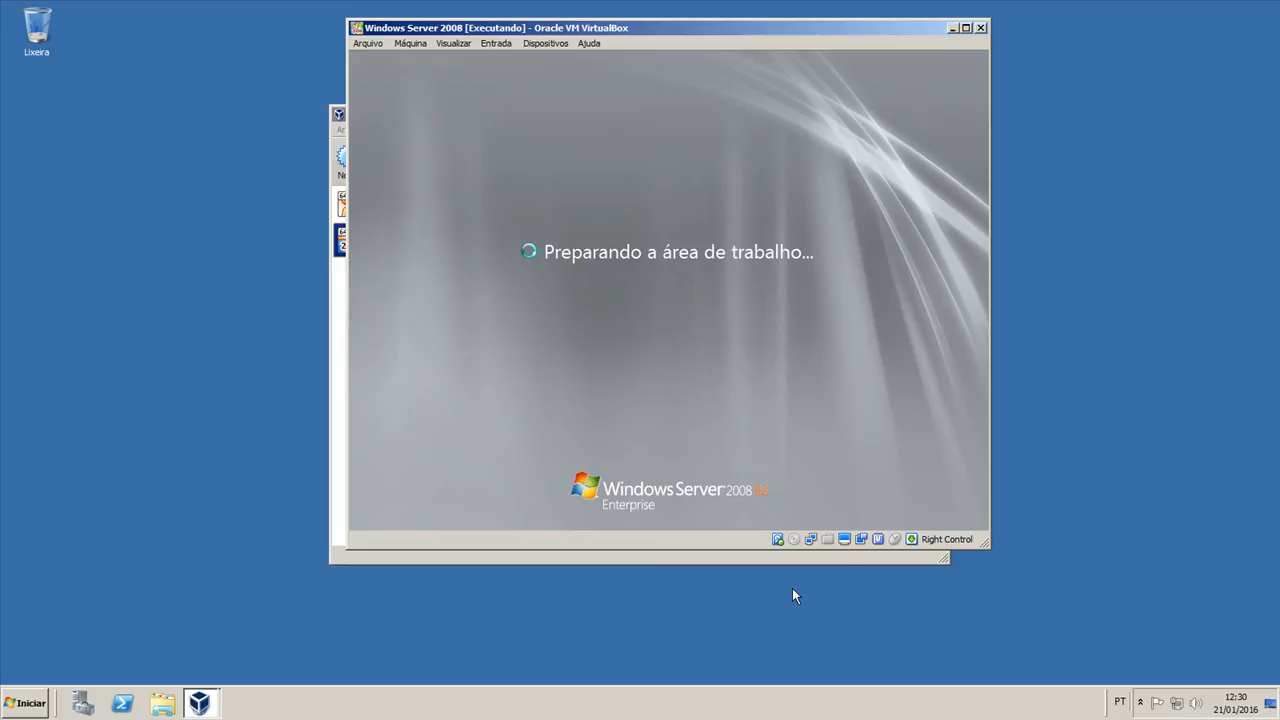 Lixeira
Windows Server 2008 [Executando] - Oracle VM VirtualBox
Arquivo Máquina Visualizar Entrada Dispositivos Ajuda
Preparando a área de trabalho...
Windows Server 2008 R2
Enterprise
Right Control
Iniciar
PT
12:30
21/01/2016